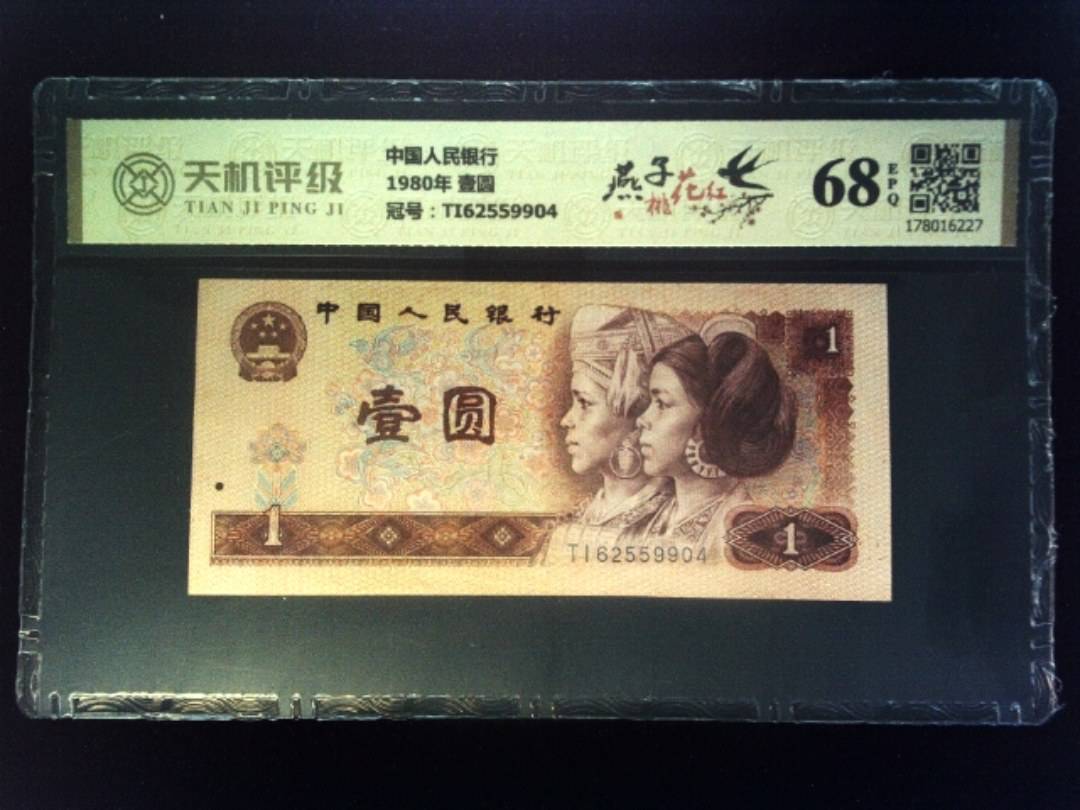 天机评级
TIAN JI PING JI
中国人民银行
1980年 壹圆
冠号：TI62559904
燕子
桃花红
68
EPQ
178016227
中国人民银行
1
壹圆
1
TI62559904
1